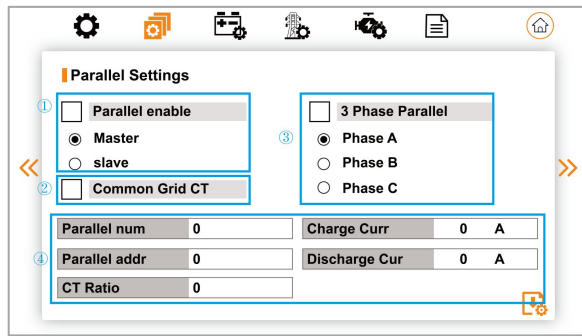 Parallel Settings
① Parallel enable
Master
slave
② Common Grid CT
③ 3 Phase Parallel
Phase A
Phase B
Phase C
④
Parallel num 0
Charge Curr 0 A
Parallel addr 0
Discharge Cur 0 A
CT Ratio 0